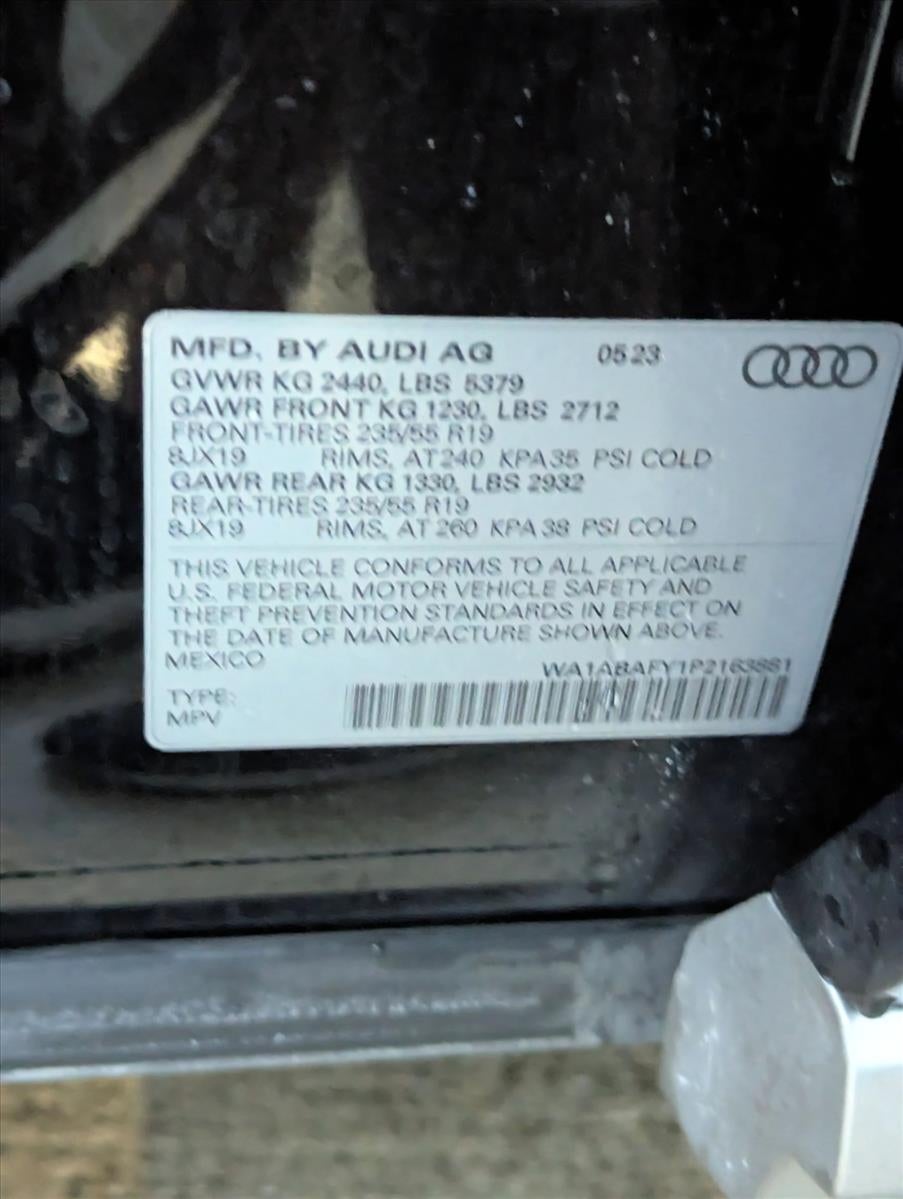 MFD. BY AUDI AG 05 23
GVWR KG 2440, LBS 5379
GAWR FRONT KG 1230, LBS 2712
FRONT-TIRES 235/55 R19
8JX19 RIMS, AT 240 KPA 35 PSI COLD
GAWR REAR KG 1330, LBS 2932
REAR-TIRES 235/55 R19
8JX19 RIMS, AT 260 KPA 38 PSI COLD
THIS VEHICLE CONFORMS TO ALL APPLICABLE
U.S. FEDERAL MOTOR VEHICLE SAFETY AND
THEFT PREVENTION STANDARDS IN EFFECT ON
THE DATE OF MANUFACTURE SHOWN ABOVE.
MEXICO
WA1ABAFY1P2163881
TYPE:
MPV